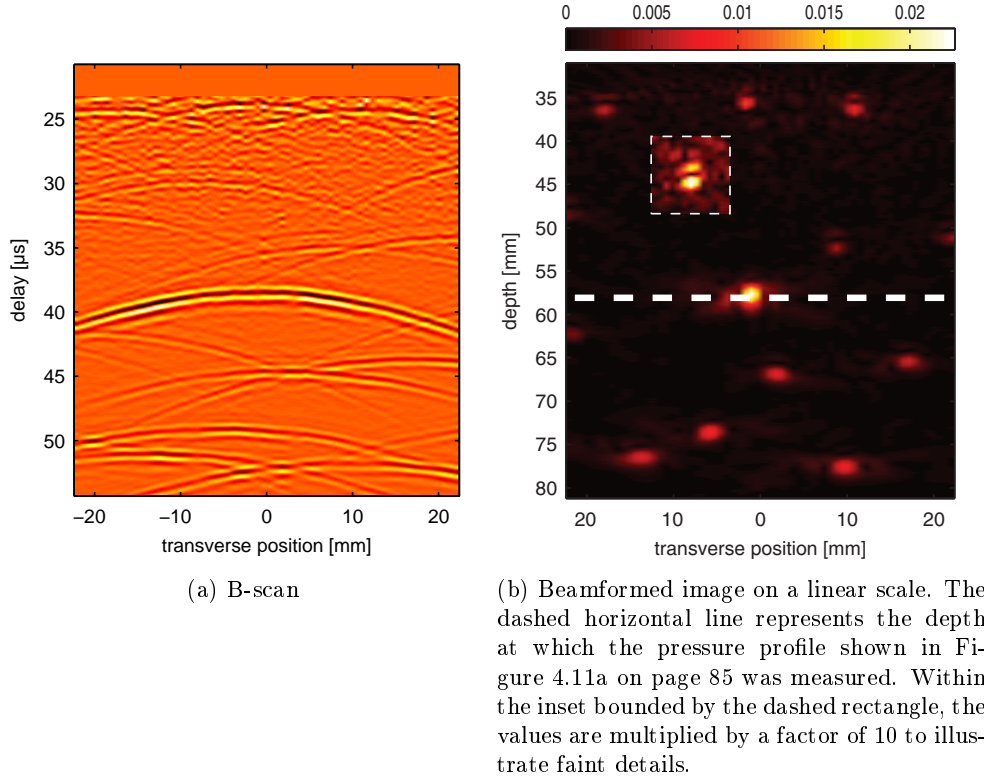 0 0.005 0.01 0.015 0.02
25
30
35
40
45
50
delay [µs]
−20 −10 0 10 20
transverse position [mm]
35
40
45
50
55
60
65
70
75
80
depth [mm]
20 10 0 10 20
transverse position [mm]
(a) B-scan
(b) Beamformed image on a linear scale. The
dashed horizontal line represents the depth
at which the pressure profile shown in Fi-
gure 4.11a on page 85 was measured. Within
the inset bounded by the dashed rectangle, the
values are multiplied by a factor of 10 to illus-
trate faint details.